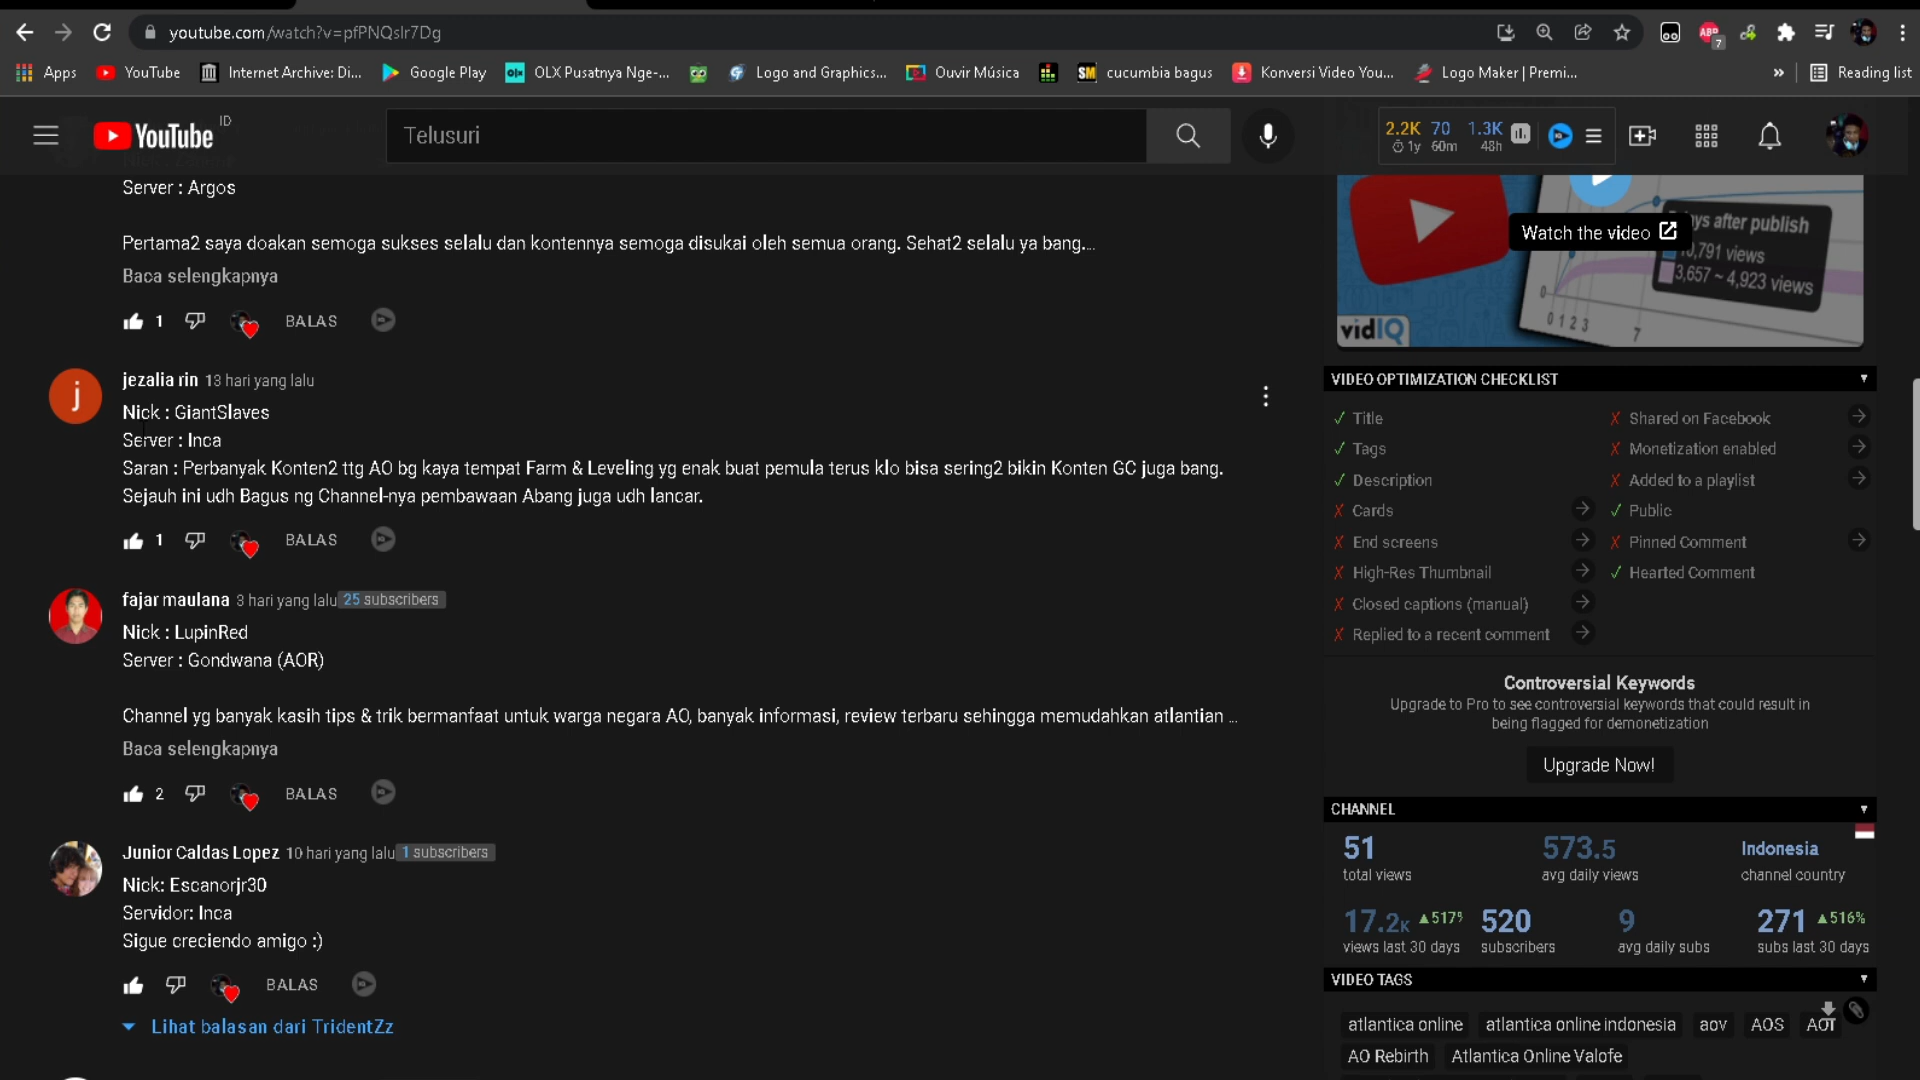 youtube.com/watch?v=pfPNQsIr7Dg
ABP
7
Apps
YouTube
Internet Archive: Di...
Google Play
OLX Pusatnya Nge-...
Logo and Graphics...
Ouvir Música
SM
cucumbia bagus
Konversi Video You...
Logo Maker | Premi...
»
Reading list
YouTube ID
Telusuri
2.2K 70 1.3K
1y 60m 48h
Server : Argos
Pertama2 saya doakan semoga sukses selalu dan kontennya semoga disukai oleh semua orang. Sehat2 selalu ya bang....
Baca selengkapnya
1 BALAS
j
jezalia rin 13 hari yang lalu
Nick : GiantSlaves
Server : Inca
Saran : Perbanyak Konten2 ttg AO bg kaya tempat Farm & Leveling yg enak buat pemula terus klo bisa sering2 bikin Konten GC juga bang.
Sejauh ini udh Bagus ng Channel-nya pembawaan Abang juga udh lancar.
1 BALAS
fajar maulana 3 hari yang lalu 25 subscribers
Nick : LupinRed
Server : Gondwana (AOR)
Channel yg banyak kasih tips & trik bermanfaat untuk warga negara AO, banyak informasi, review terbaru sehingga memudahkan atlantian ...
Baca selengkapnya
2 BALAS
Junior Caldas Lopez 10 hari yang lalu 1 subscribers
Nick: Escanorjr30
Servidor: Inca
Sigue creciendo amigo :)
BALAS
Lihat balasan dari TridentZz
Watch the video
days after publish
10,791 views
3,657 ~ 4,923 views
0
0 1 2 3 7
vidIQ
VIDEO OPTIMIZATION CHECKLIST
✓ Title
✗ Shared on Facebook
✓ Tags
✗ Monetization enabled
✓ Description
✗ Added to a playlist
✗ Cards
✓ Public
✗ End screens
✗ Pinned Comment
✗ High-Res Thumbnail
✓ Hearted Comment
✗ Closed captions (manual)
✗ Replied to a recent comment
Controversial Keywords
Upgrade to Pro to see controversial keywords that could result in
being flagged for demonetization
Upgrade Now!
CHANNEL
51 573.5 Indonesia
total views avg daily views channel country
17.2K ▲517% 520 9 271 ▲516%
views last 30 days subscribers avg daily subs subs last 30 days
VIDEO TAGS
atlantica online atlantica online indonesia aov AOS AOT
AO Rebirth Atlantica Online Valofe